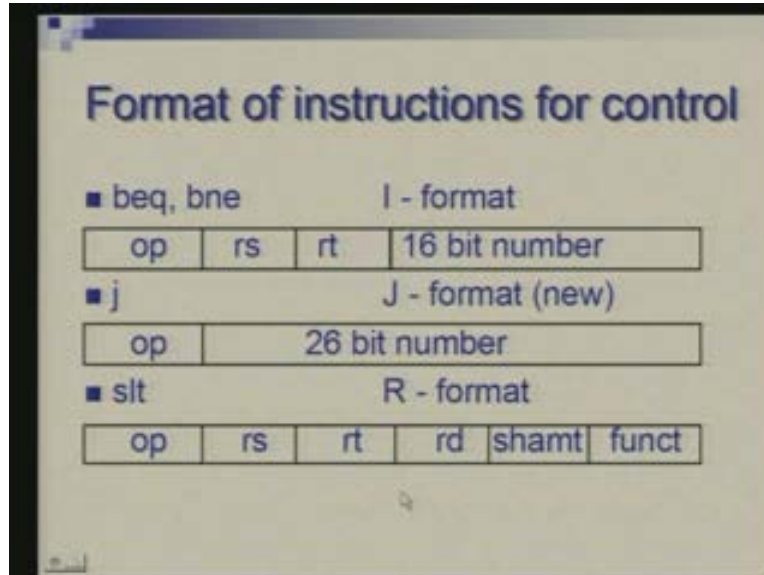 Format of instructions for control
beq, bne I - format
op rs rt 16 bit number
j J - format (new)
op 26 bit number
slt R - format
op rs rt rd shamt funct